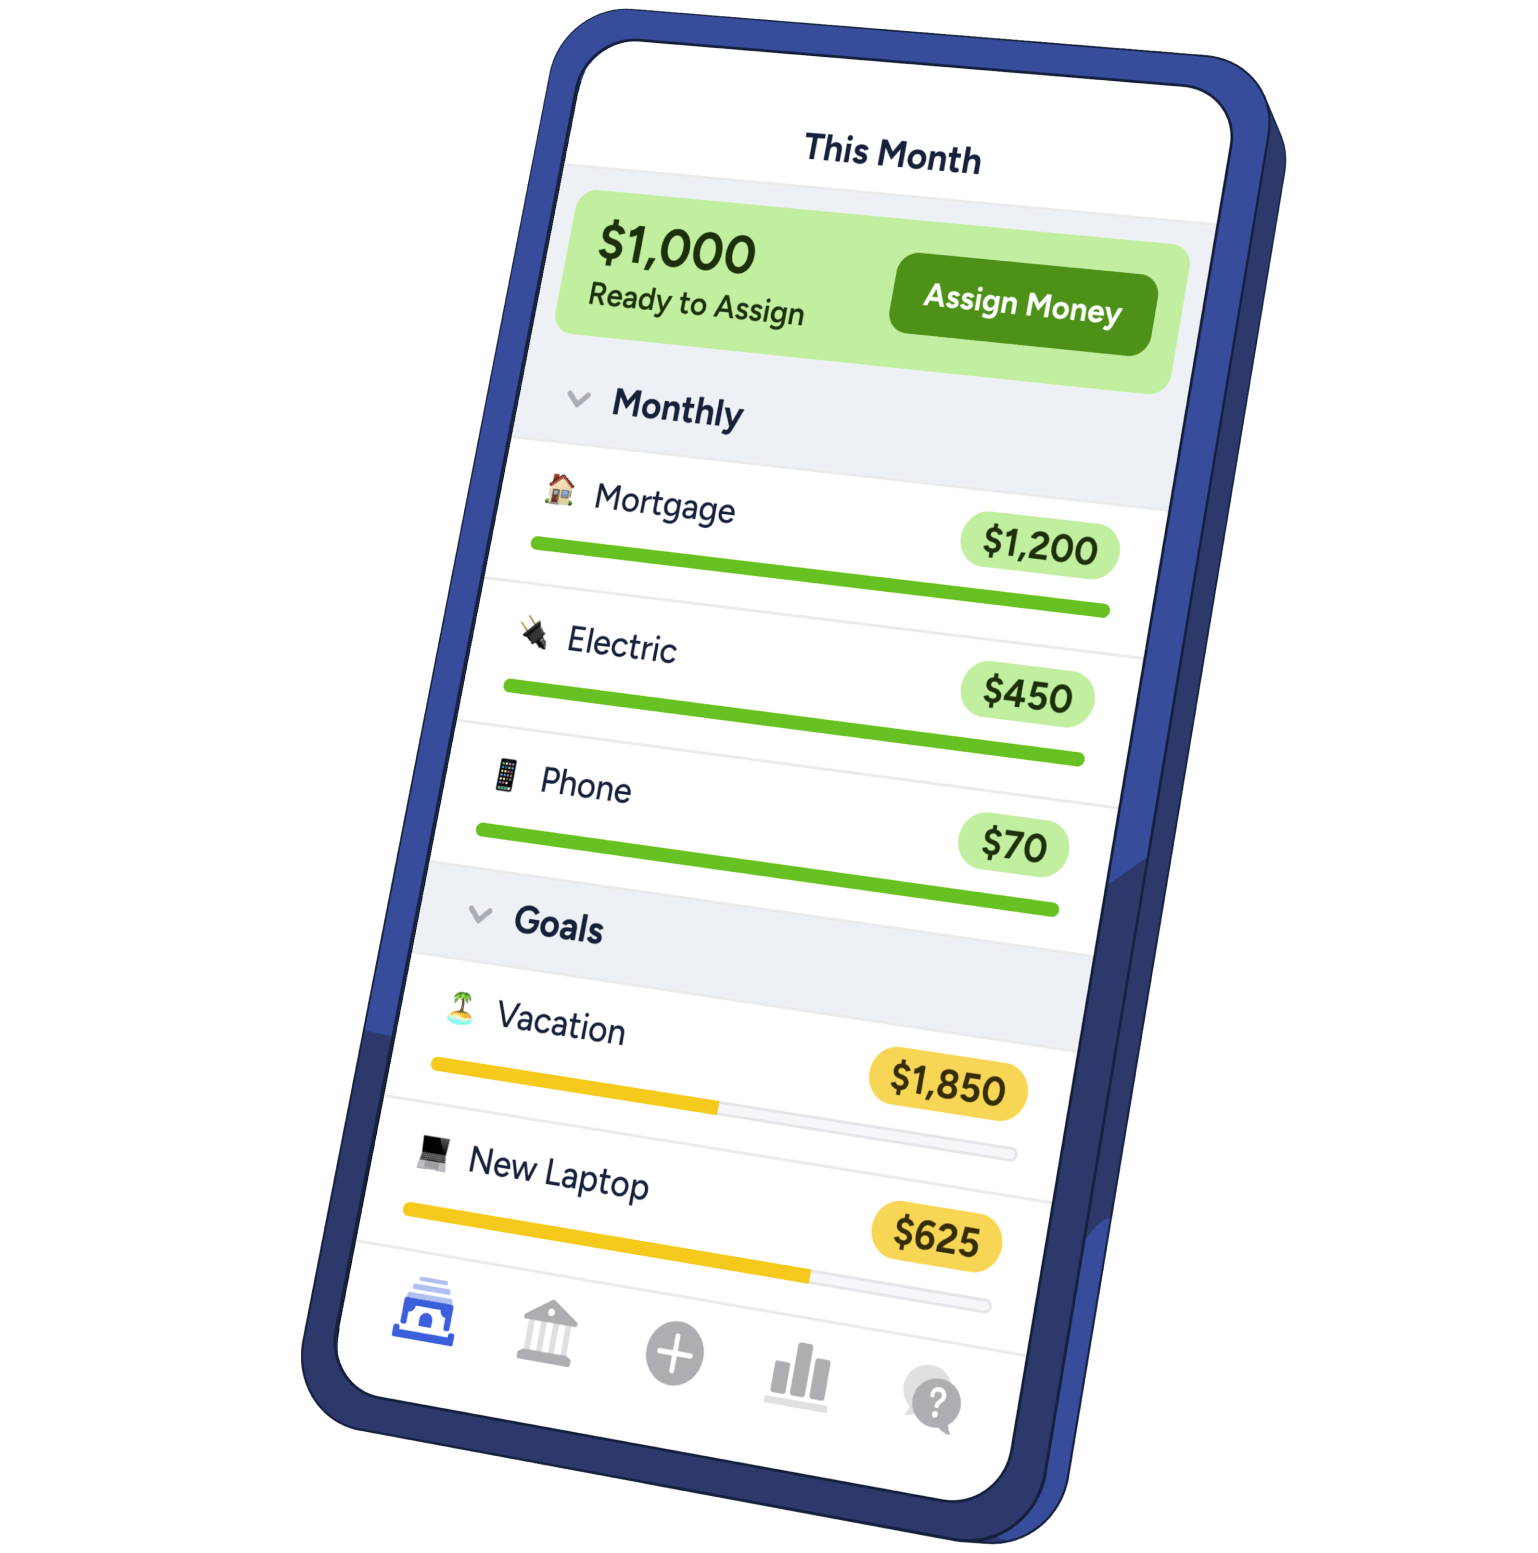 This Month
$1,000
Ready to Assign
Assign Money
Monthly
Mortgage
$1,200
Electric
$450
Phone
$70
Goals
Vacation
$1,850
New Laptop
$625
?